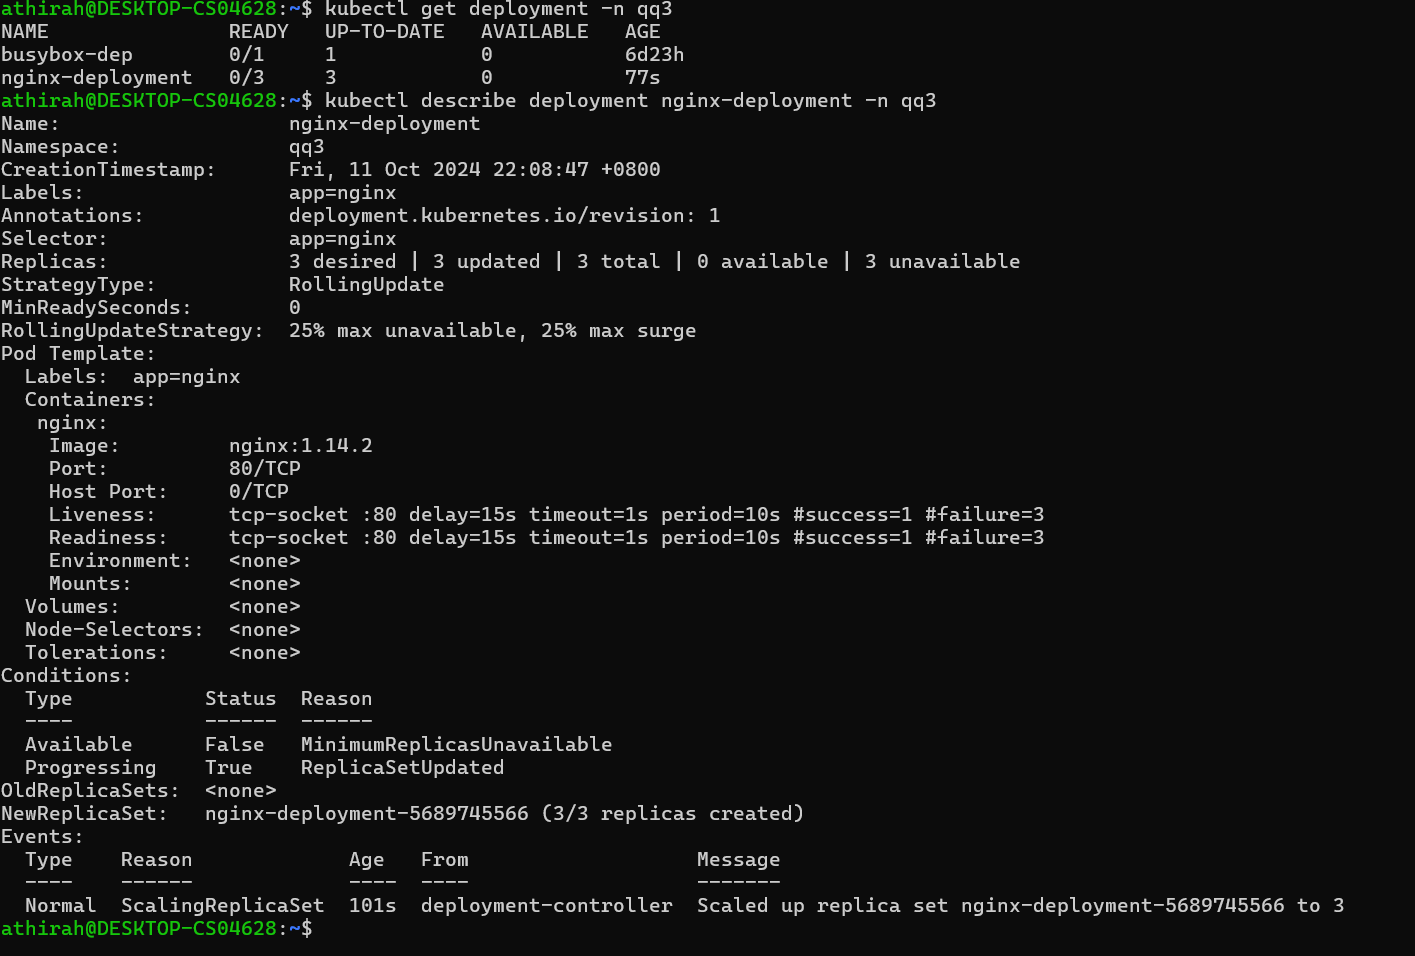 athirah@DESKTOP-CS04628:~$ kubectl get deployment -n qq3
NAME               READY   UP-TO-DATE   AVAILABLE   AGE
busybox-dep        0/1     1            0           6d23h
nginx-deployment   0/3     3            0           77s
athirah@DESKTOP-CS04628:~$ kubectl describe deployment nginx-deployment -n qq3
Name:                   nginx-deployment
Namespace:              qq3
CreationTimestamp:      Fri, 11 Oct 2024 22:08:47 +0800
Labels:                 app=nginx
Annotations:            deployment.kubernetes.io/revision: 1
Selector:               app=nginx
Replicas:               3 desired | 3 updated | 3 total | 0 available | 3 unavailable
StrategyType:           RollingUpdate
MinReadySeconds:        0
RollingUpdateStrategy:  25% max unavailable, 25% max surge
Pod Template:
  Labels:  app=nginx
  Containers:
   nginx:
    Image:         nginx:1.14.2
    Port:          80/TCP
    Host Port:     0/TCP
    Liveness:      tcp-socket :80 delay=15s timeout=1s period=10s #success=1 #failure=3
    Readiness:     tcp-socket :80 delay=15s timeout=1s period=10s #success=1 #failure=3
    Environment:   <none>
    Mounts:        <none>
  Volumes:         <none>
  Node-Selectors:  <none>
  Tolerations:     <none>
Conditions:
  Type           Status  Reason
  ----           ------  ------
  Available      False   MinimumReplicasUnavailable
  Progressing    True    ReplicaSetUpdated
OldReplicaSets:  <none>
NewReplicaSet:   nginx-deployment-5689745566 (3/3 replicas created)
Events:
  Type    Reason             Age   From                   Message
  ----    ------             ----  ----                   -------
  Normal  ScalingReplicaSet  101s  deployment-controller  Scaled up replica set nginx-deployment-5689745566 to 3
athirah@DESKTOP-CS04628:~$